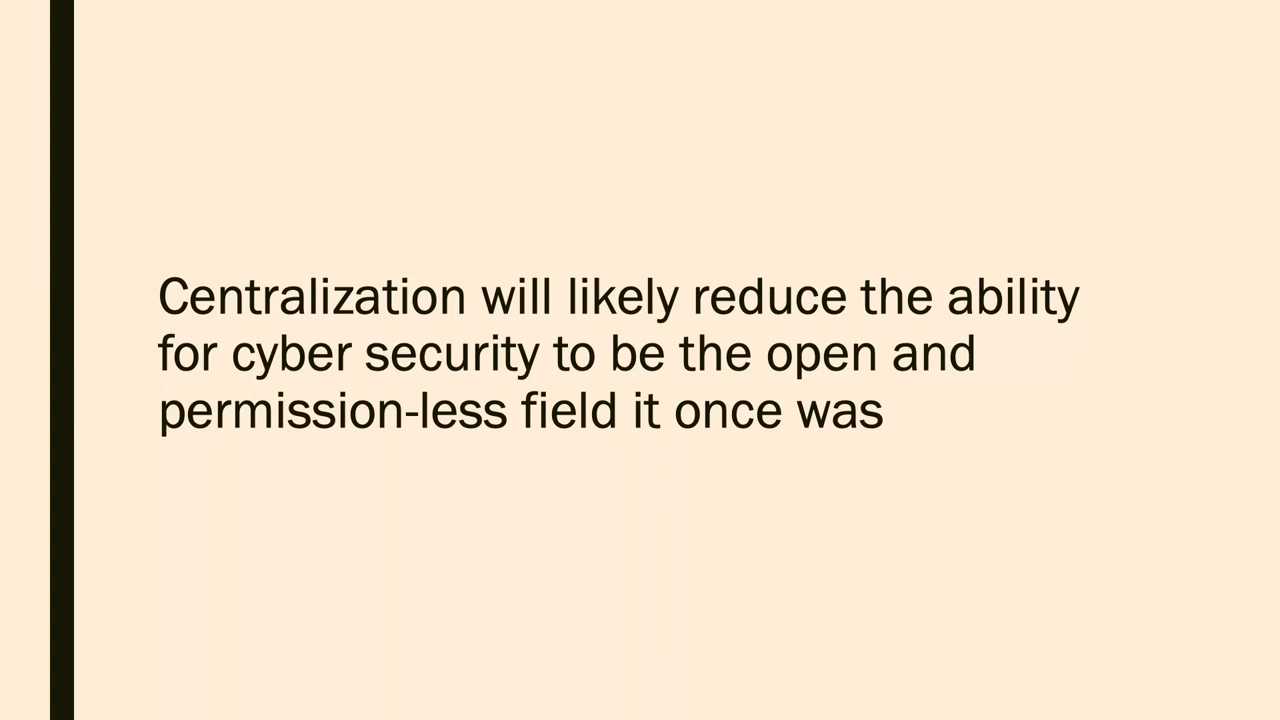 Centralization will likely reduce the ability
for cyber security to be the open and
permission-less field it once was